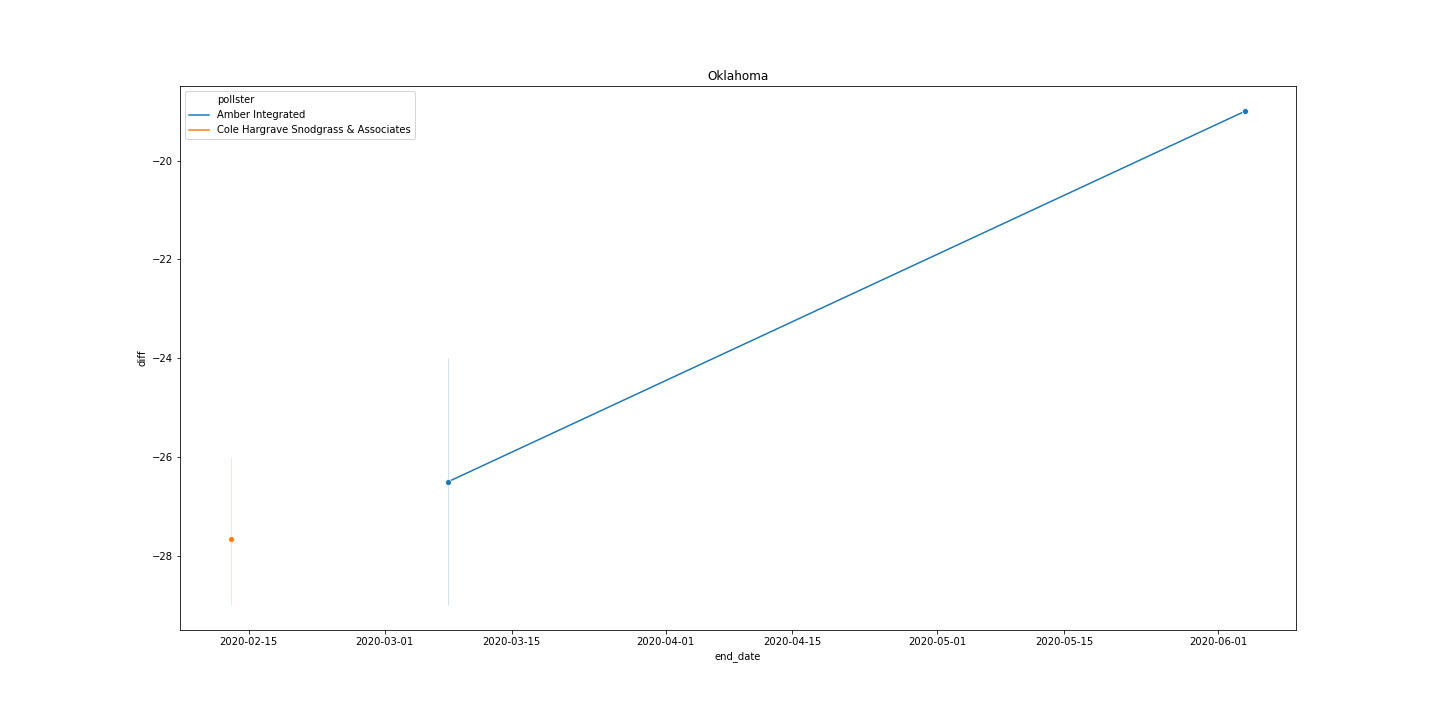 Oklahoma
pollster
Amber Integrated
Cole Hargrave Snodgrass & Associates
−20
−22
−24
−26
−28
diff
2020-02-15 2020-03-01 2020-03-15 2020-04-01 2020-04-15 2020-05-01 2020-05-15 2020-06-01
end_date